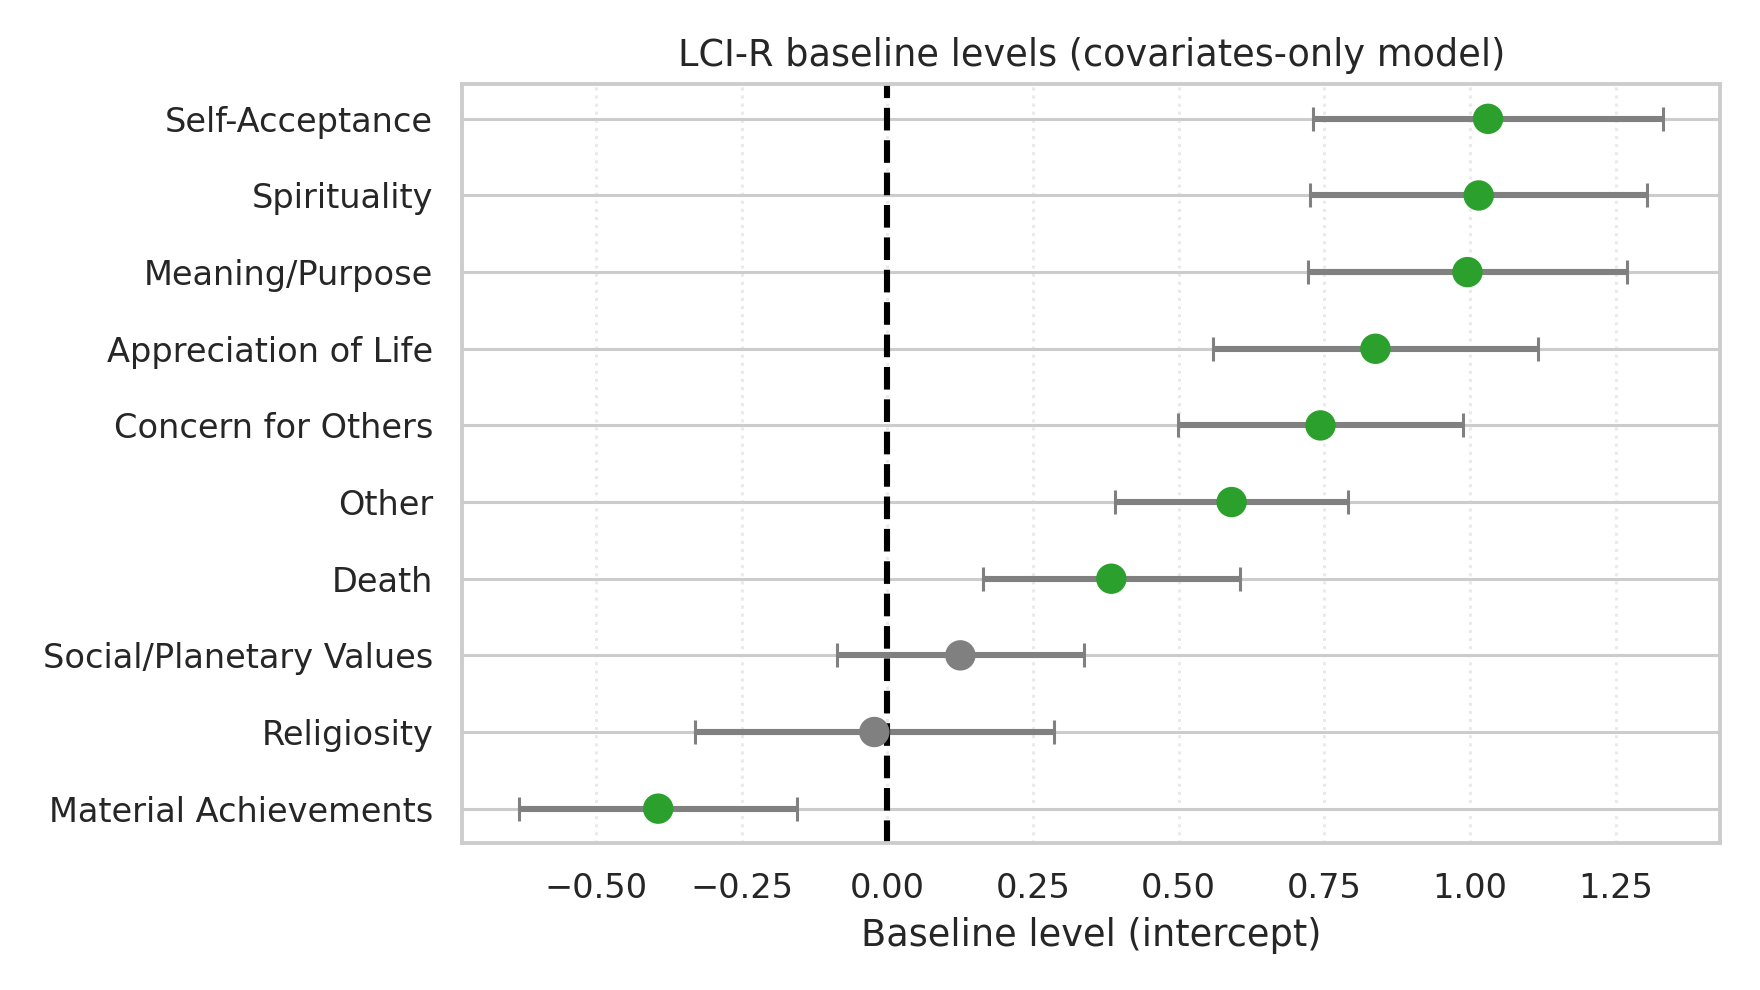 LCI-R baseline levels (covariates-only model)
Self-Acceptance
Spirituality
Meaning/Purpose
Appreciation of Life
Concern for Others
Other
Death
Social/Planetary Values
Religiosity
Material Achievements
−0.50 −0.25 0.00 0.25 0.50 0.75 1.00 1.25
Baseline level (intercept)